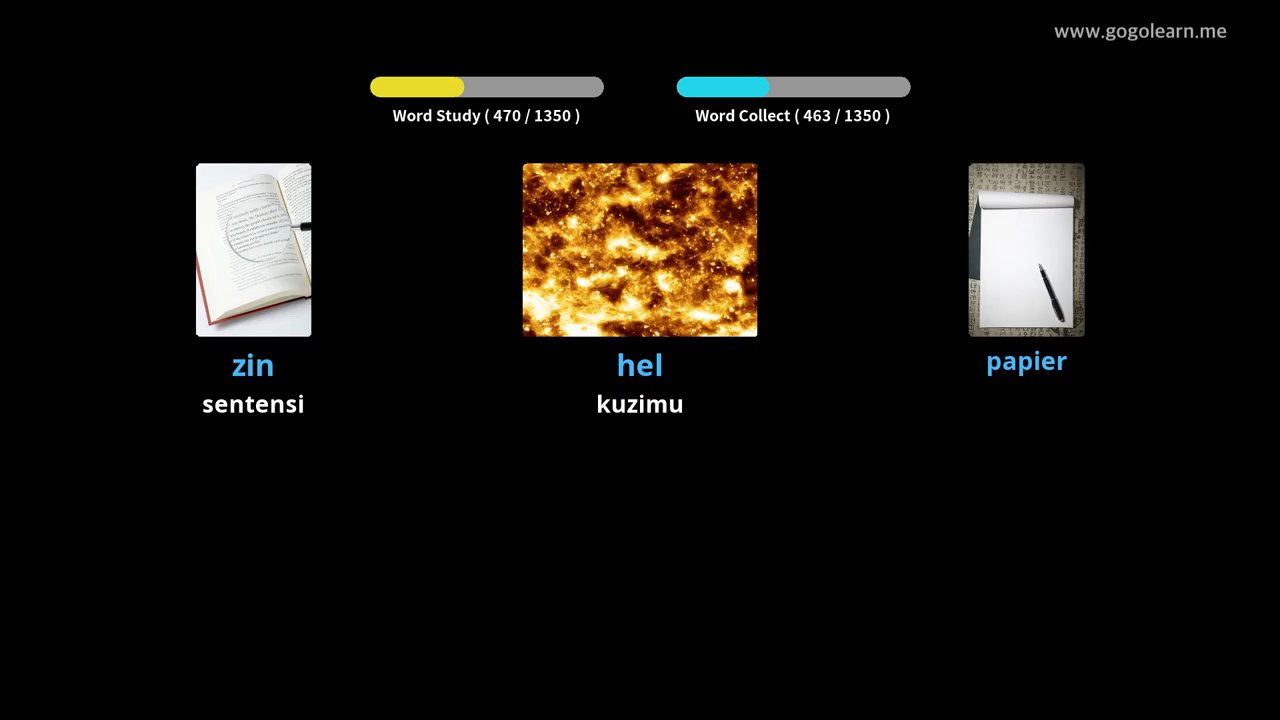 www.gogolearn.me
Word Study ( 470 / 1350 )
Word Collect ( 463 / 1350 )
zin
sentensi
hel
kuzimu
papier